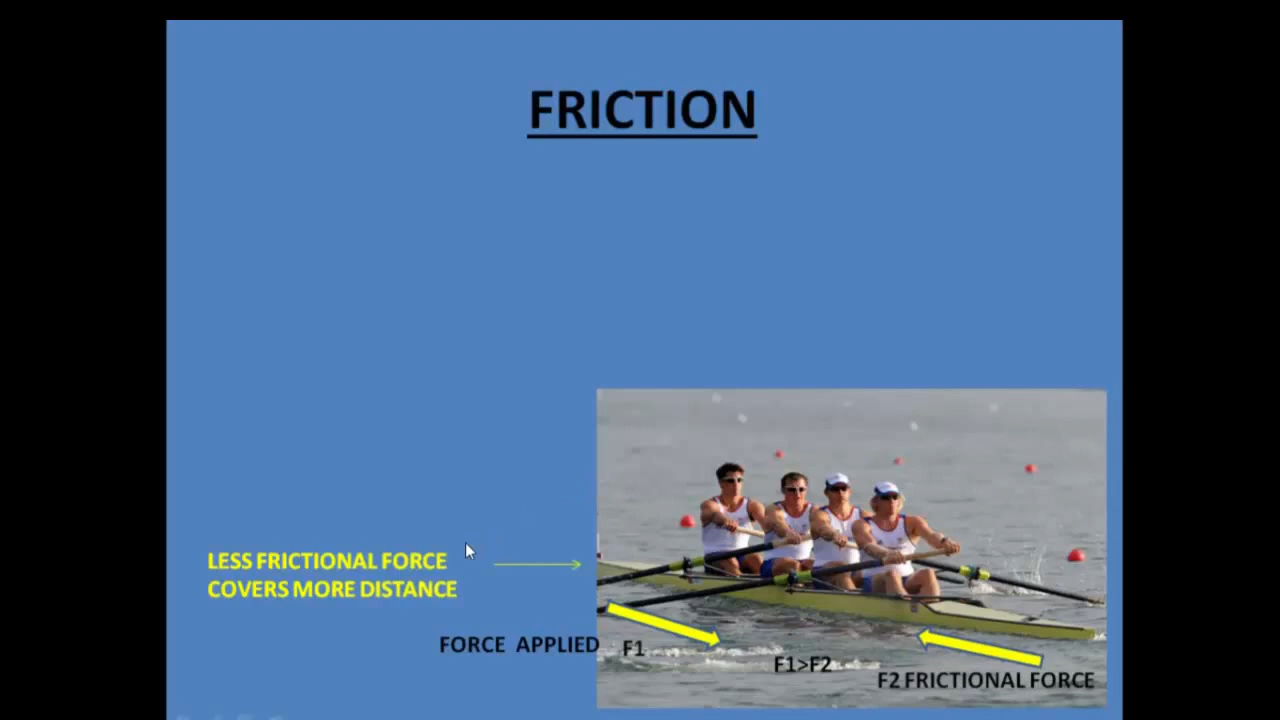 FRICTION
LESS FRICTIONAL FORCE
COVERS MORE DISTANCE
FORCE APPLIED F1
F1>F2
F2 FRICTIONAL FORCE